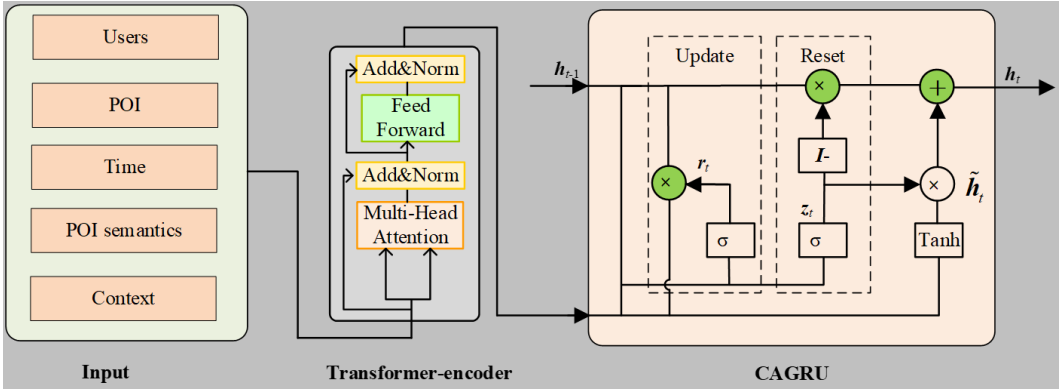 Users
POI
Time
POI semantics
Context
Input
Add&Norm
Feed
Forward
Add&Norm
Multi-Head
Attention
Transformer-encoder
Update
Reset
h_{t-1}
h_t
×
+
I-
r_t
×
×
h̃_t
z_t
σ
σ
Tanh
CAGRU